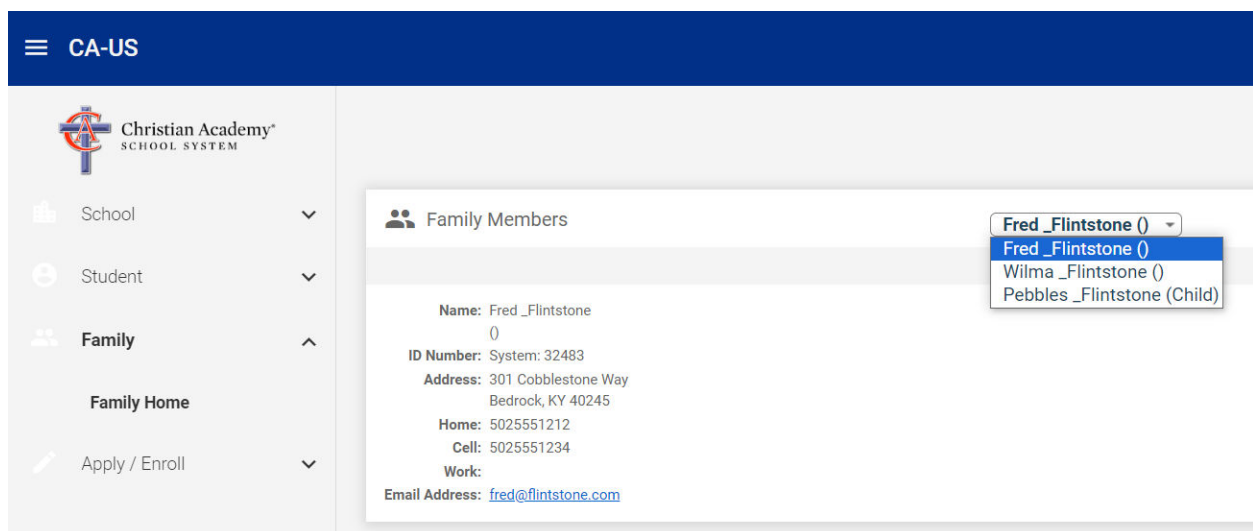 CA-US
Christian Academy®
SCHOOL SYSTEM
School
Student
Family
Family Home
Apply / Enroll
Family Members
Fred _Flintstone ()
Fred _Flintstone ()
Wilma _Flintstone ()
Pebbles _Flintstone (Child)
Name: Fred _Flintstone
()
ID Number: System: 32483
Address: 301 Cobblestone Way
Bedrock, KY 40245
Home: 5025551212
Cell: 5025551234
Work:
Email Address: fred@flintstone.com